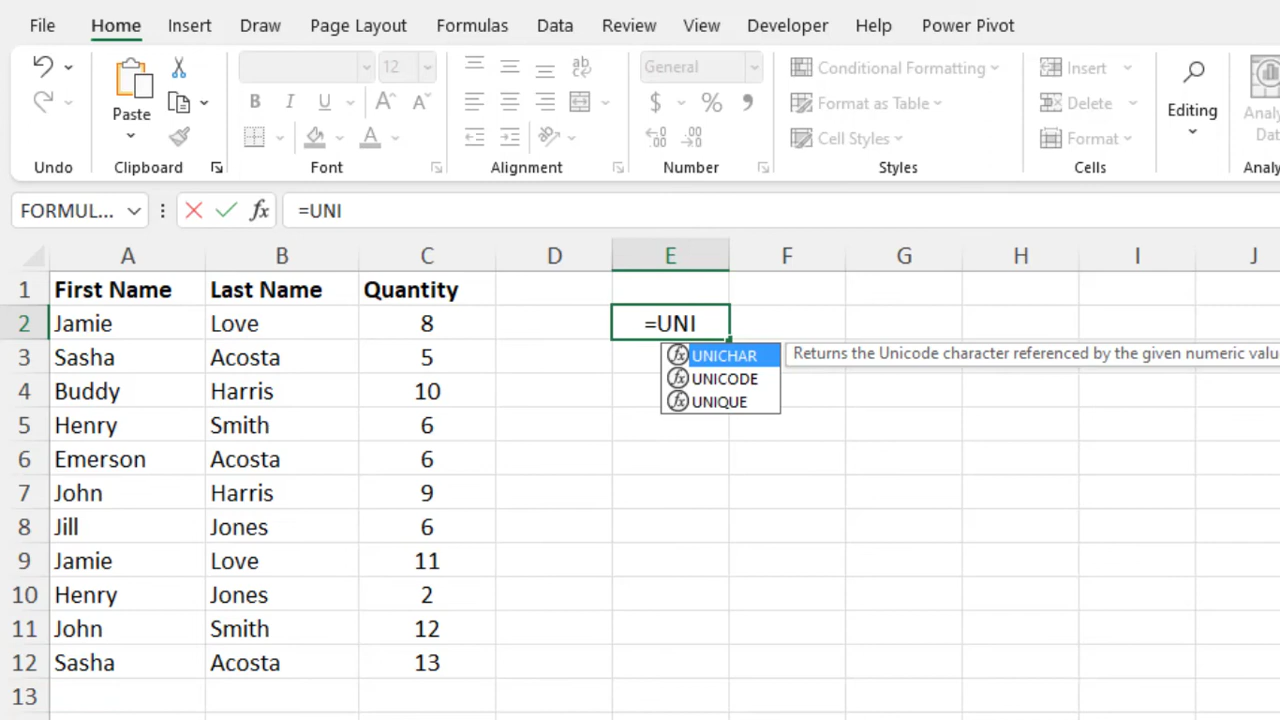 File Home Insert Draw Page Layout Formulas Data Review View Developer Help Power Pivot
12 General Conditional Formatting Insert
Paste B I U A A $ % Format as Table Delete Editing
Cell Styles Format
Undo Clipboard Font Alignment Number Styles Cells
FORMUL... fx =UNI
A B C D E F G H I J
1 First Name Last Name Quantity
2 Jamie Love 8 =UNI
UNICHAR Returns the Unicode character referenced by the given numeric valu
UNICODE
UNIQUE
3 Sasha Acosta 5
4 Buddy Harris 10
5 Henry Smith 6
6 Emerson Acosta 6
7 John Harris 9
8 Jill Jones 6
9 Jamie Love 11
10 Henry Jones 2
11 John Smith 12
12 Sasha Acosta 13
13